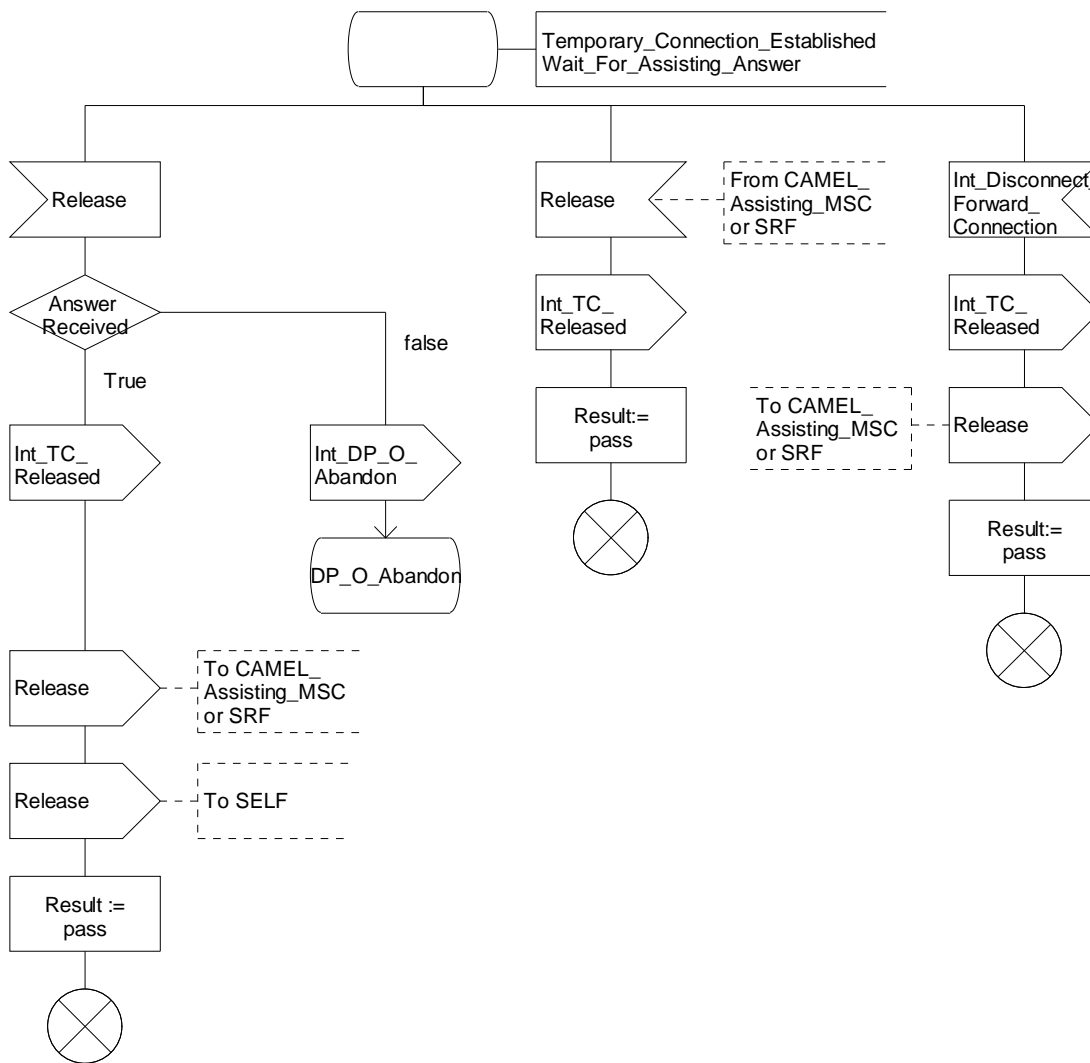 Temporary_Connection_Established
Wait_For_Assisting_Answer
Release
Answer
Received
True
false
Int_TC_
Released
Int_DP_O_
Abandon
DP_O_Abandon
Release
To CAMEL_
Assisting_MSC
or SRF
Release
To SELF
Result :=
pass
Release
From CAMEL_
Assisting_MSC
or SRF
Int_TC_
Released
Result:=
pass
Int_Disconnect_
Forward_
Connection
Int_TC_
Released
To CAMEL_
Assisting_MSC
or SRF
Release
Result:=
pass